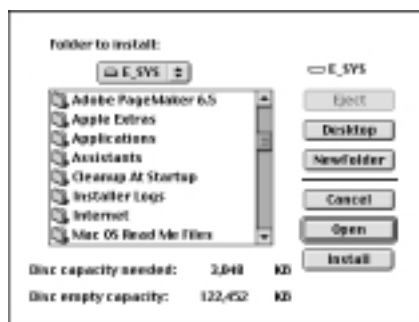 Folder to install:
E_SYS
E_SYS
Adobe PageMaker 6.5
Apple Extras
Applications
Assistants
Cleanup At Startup
Installer Logs
Internet
Mac OS Read Me Files
Eject
Desktop
NewFolder
Cancel
Open
Install
Disc capacity needed: 3,048 KB
Disc empty capacity: 122,452 KB